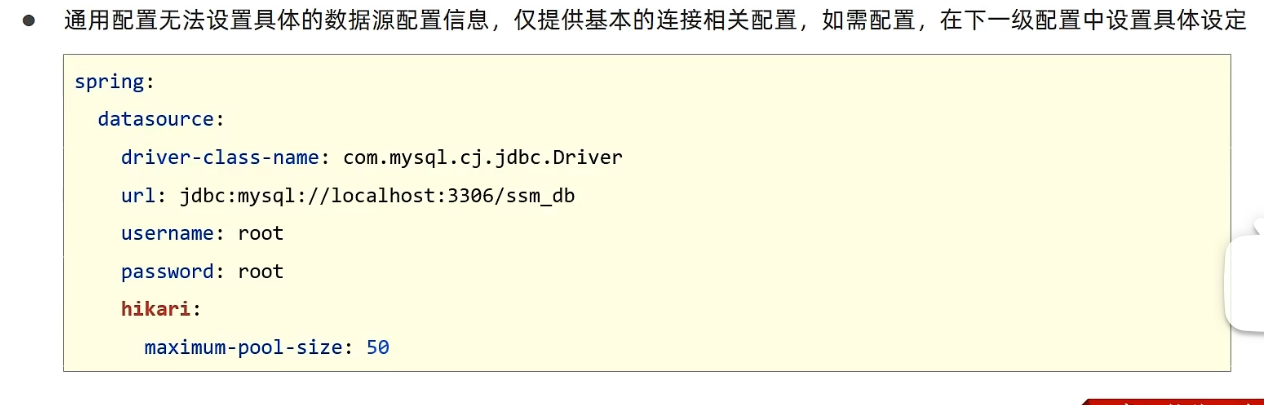 ● 通用配置无法设置具体的数据源配置信息，仅提供基本的连接相关配置，如需配置，在下一级配置中设置具体设定
spring:
  datasource:
    driver-class-name: com.mysql.cj.jdbc.Driver
    url: jdbc:mysql://localhost:3306/ssm_db
    username: root
    password: root
    hikari:
      maximum-pool-size: 50